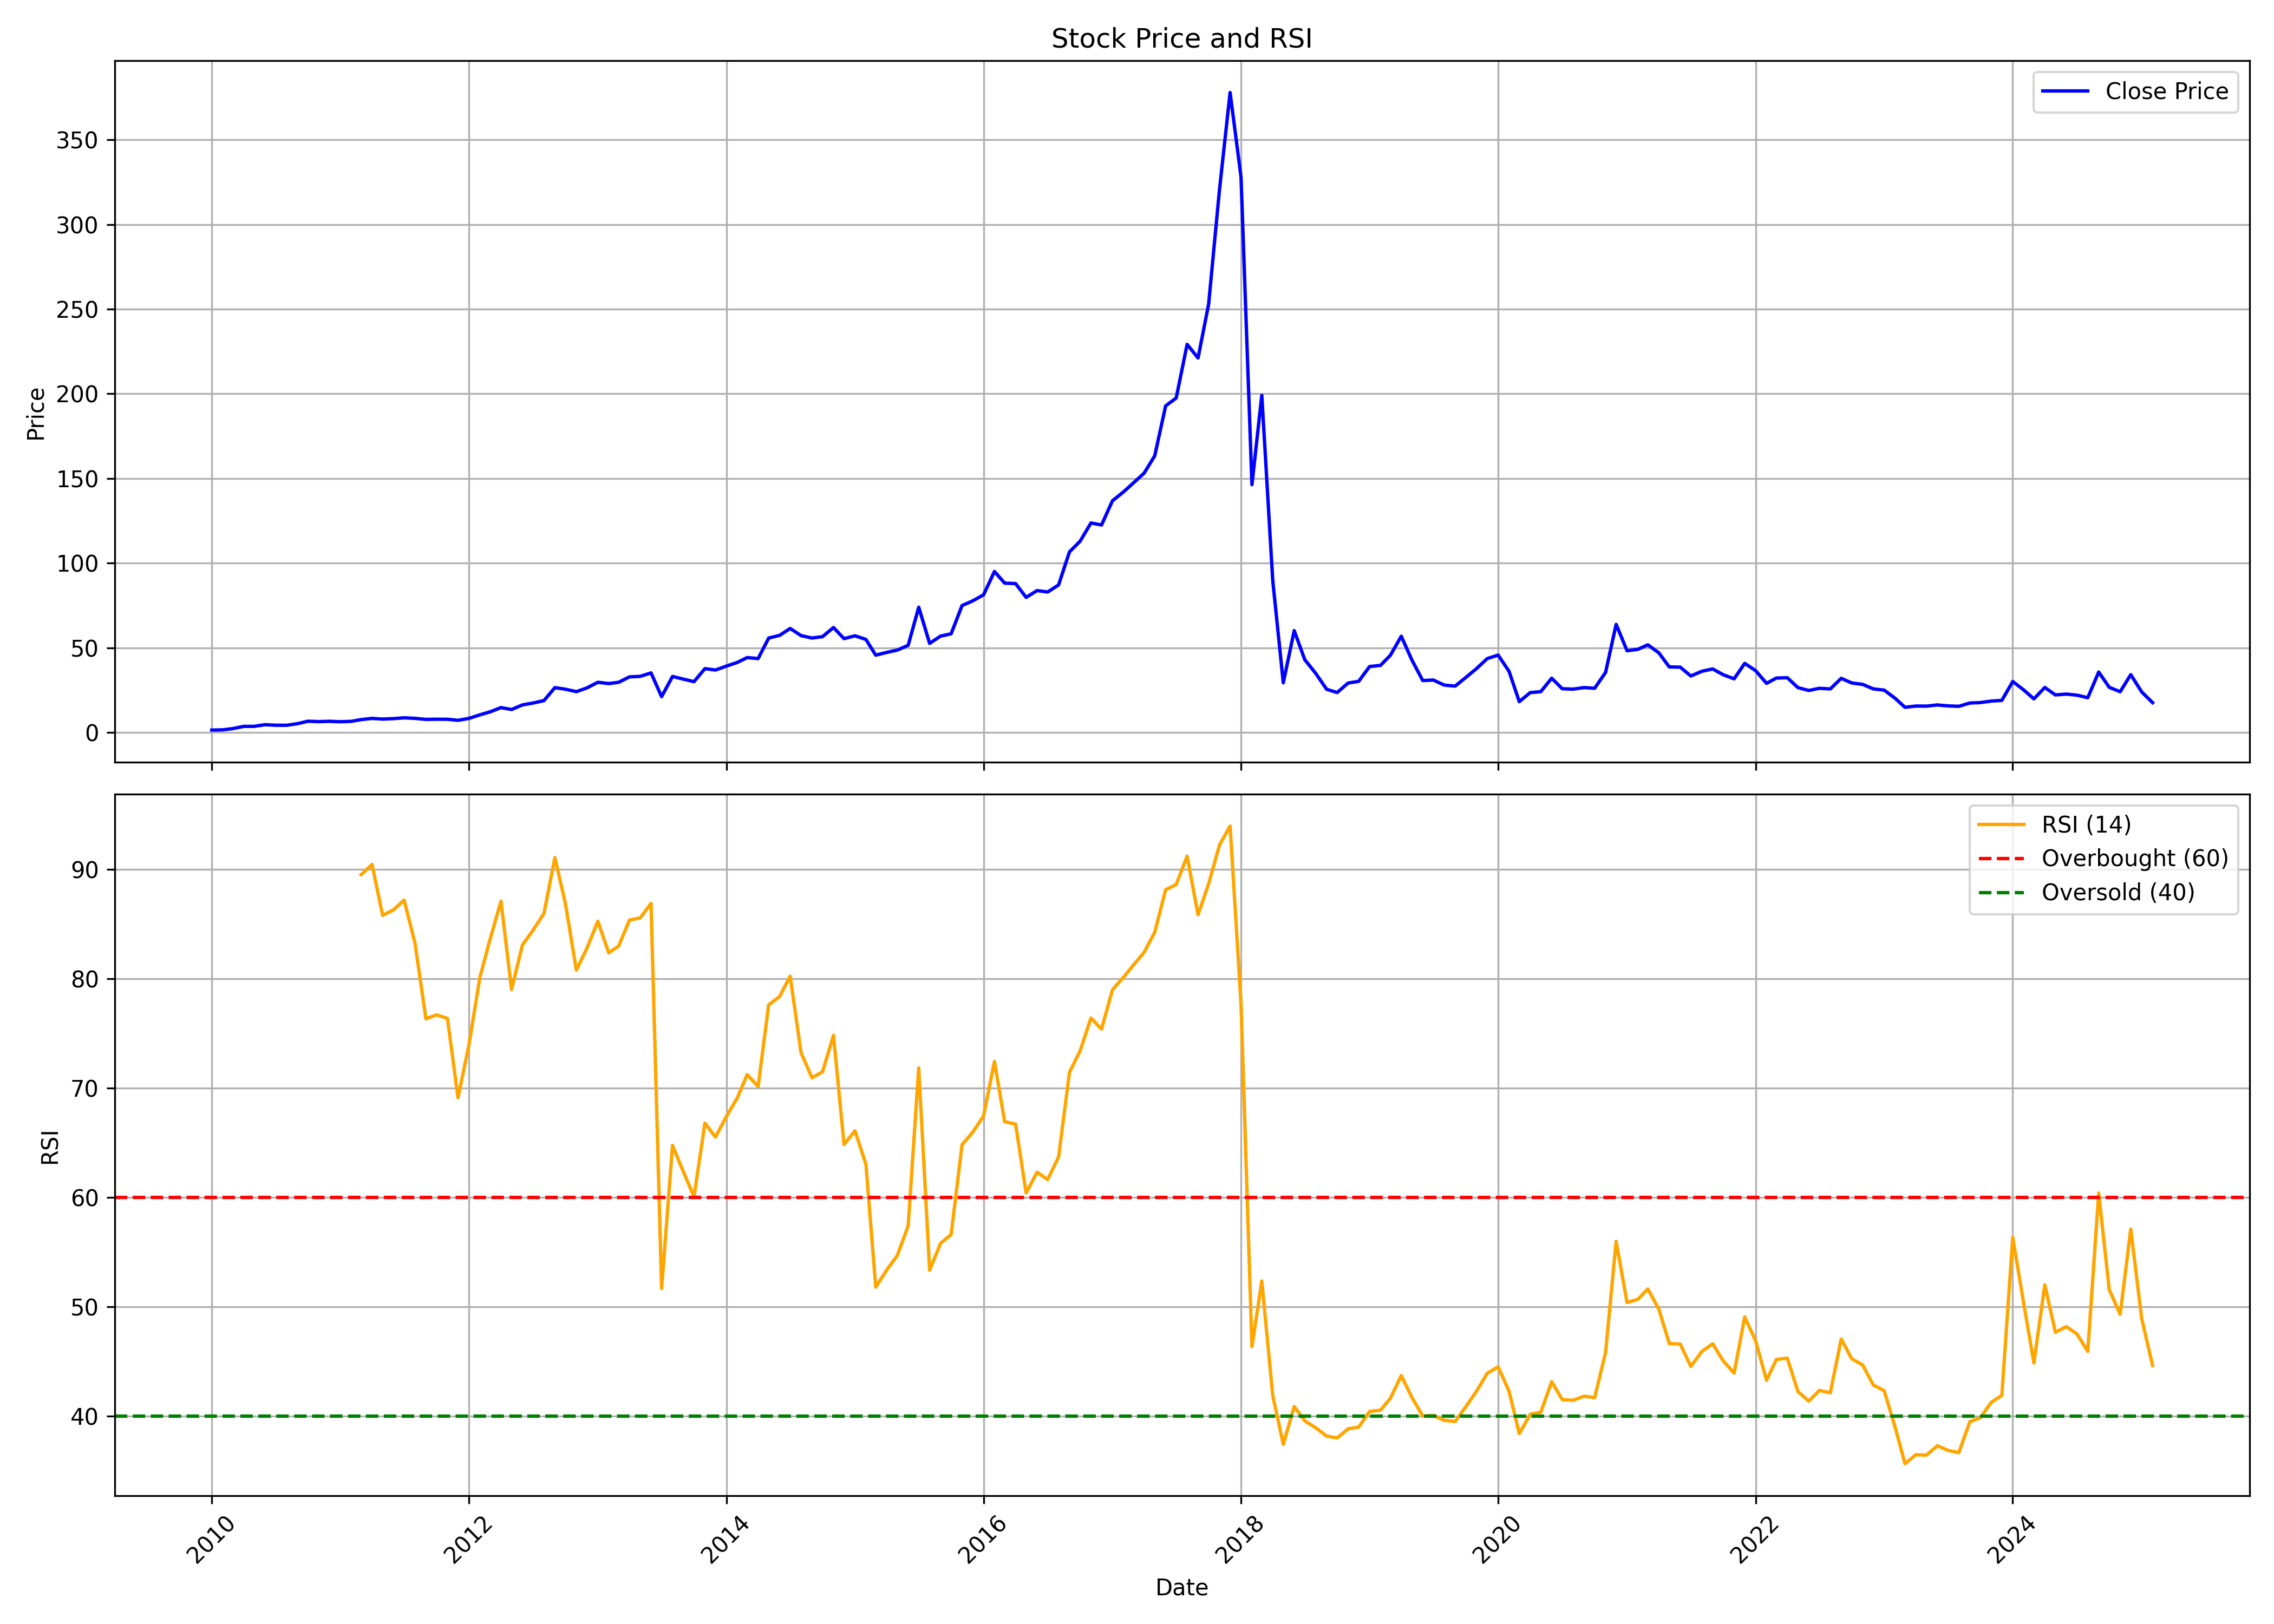 Stock Price and RSI
Close Price
Price
350
300
250
200
150
100
50
0
RSI (14)
Overbought (60)
Oversold (40)
RSI
90
80
70
60
50
40
2010
2012
2014
2016
2018
2020
2022
2024
Date